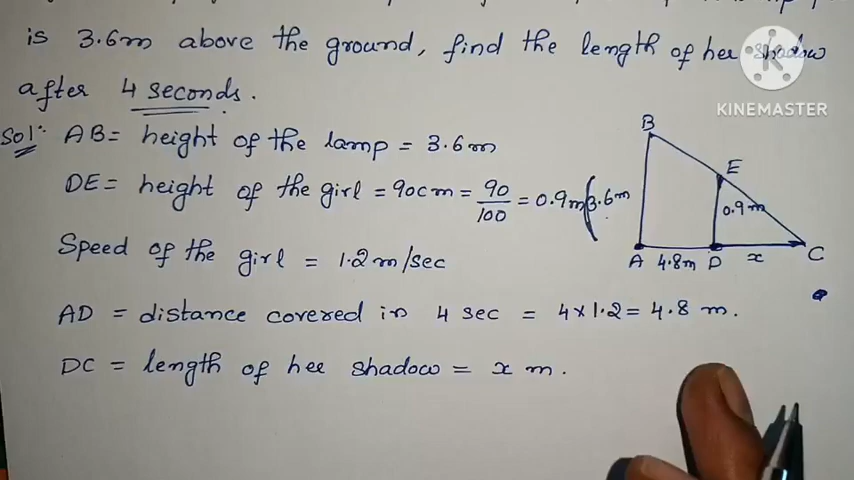 is 3.6m above the ground, find the length of her shadow
after 4 seconds.
KINEMASTER
Sol:- AB = height of the lamp = 3.6m
DE = height of the girl = 90cm = 90/100 = 0.9m
Speed of the girl = 1.2m/sec
AD = distance covered in 4 sec = 4×1.2 = 4.8 m.
DC = length of her shadow = x m.
B
E
3.6m
0.9m
A 4.8m D x C